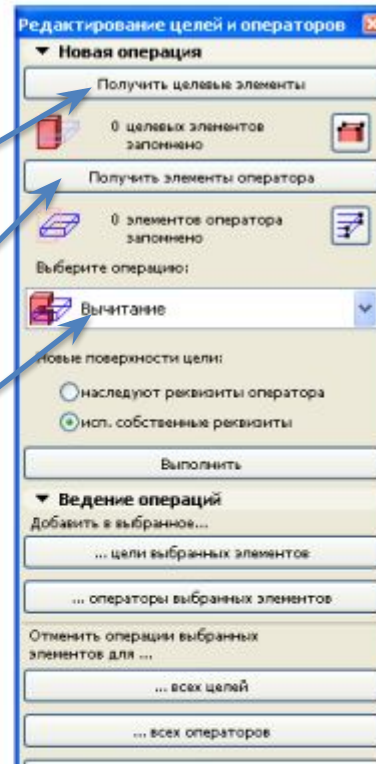 Редактирование целей и операторов
Новая операция
Получить целевые элементы
0 целевых элементов
запомнено
Получить элементы оператора
0 элементов оператора
запомнено
Выберите операцию:
Вычитание
Новые поверхности цели:
наследуют реквизиты оператора
исп. собственные реквизиты
Выполнить
Ведение операций
Добавить в выбранное...
... цели выбранных элементов
... операторы выбранных элементов
Отменить операции выбранных
элементов для ...
... всех целей
... всех операторов